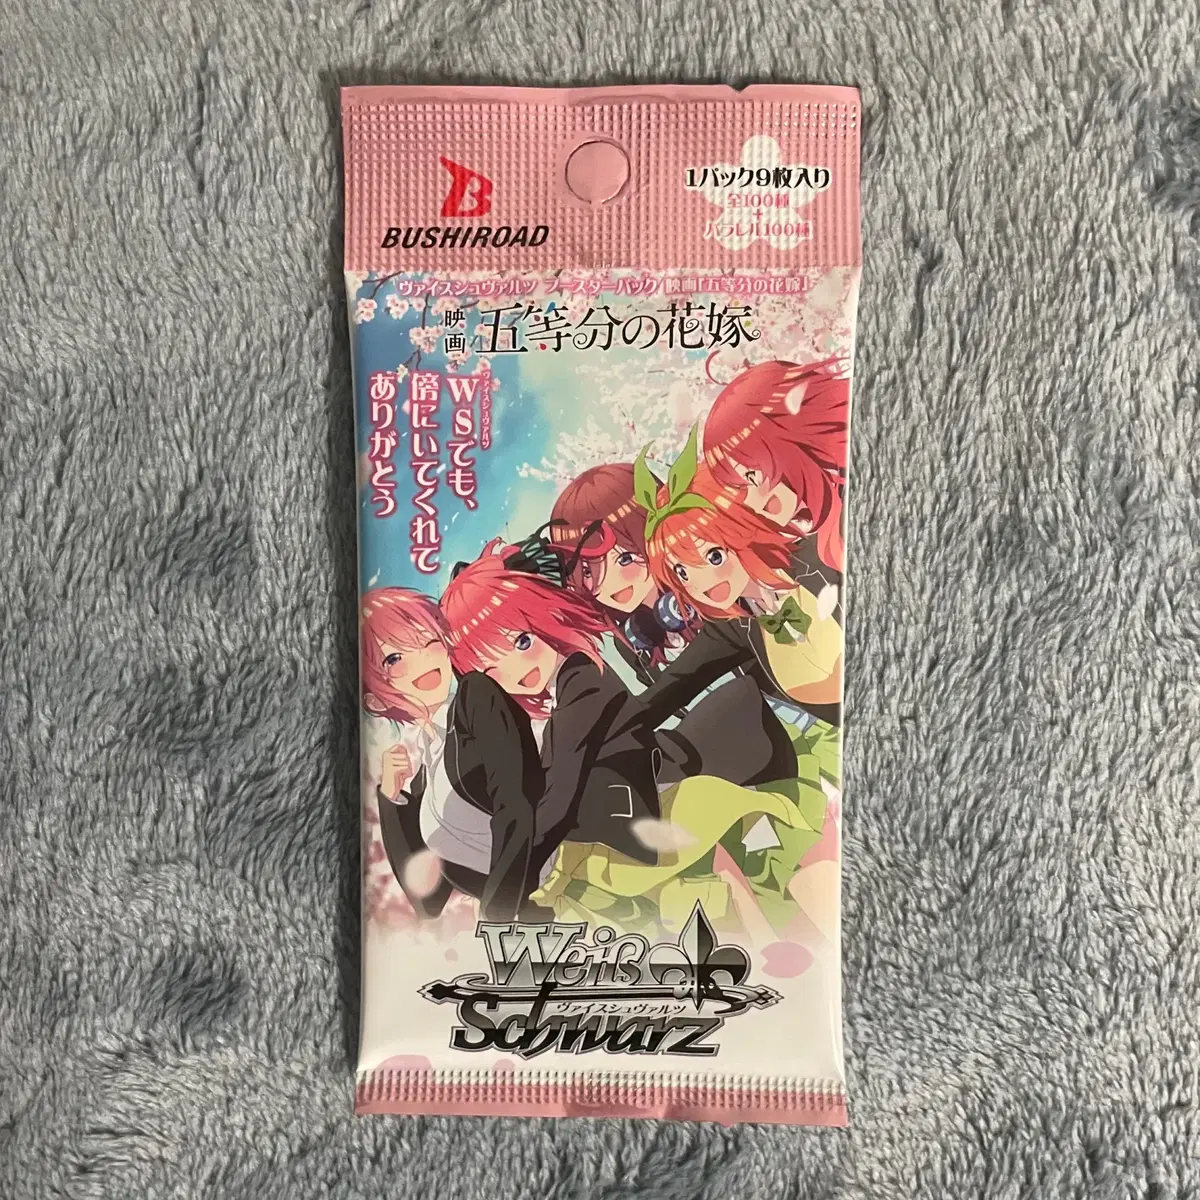 BUSHIROAD
1パック9枚入り
全100種
+
パラレル100種
ヴァイスシュヴァルツ ブースターパック 映画「五等分の花嫁」
映画 五等分の花嫁
ヴァイスシュヴァルツ
WSでも、
傍にいてくれて
ありがとう
Weiß
ヴァイスシュヴァルツ
Schwarz